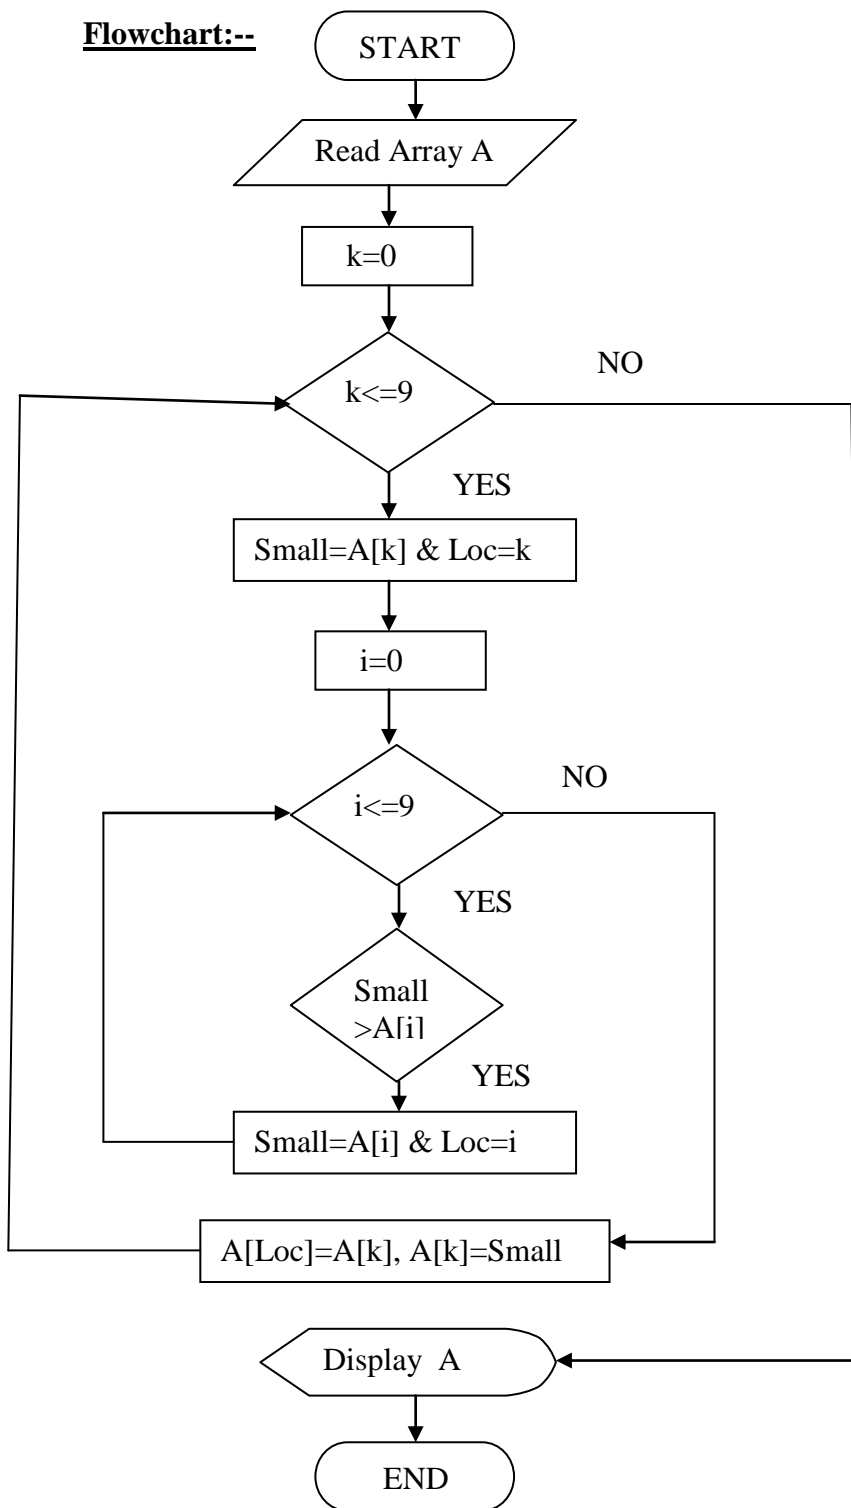 Flowchart:--
START
Read Array A
k=0
k<=9
NO
YES
Small=A[k] & Loc=k
i=0
i<=9
NO
YES
Small
>A[i]
YES
Small=A[i] & Loc=i
A[Loc]=A[k], A[k]=Small
Display A
END